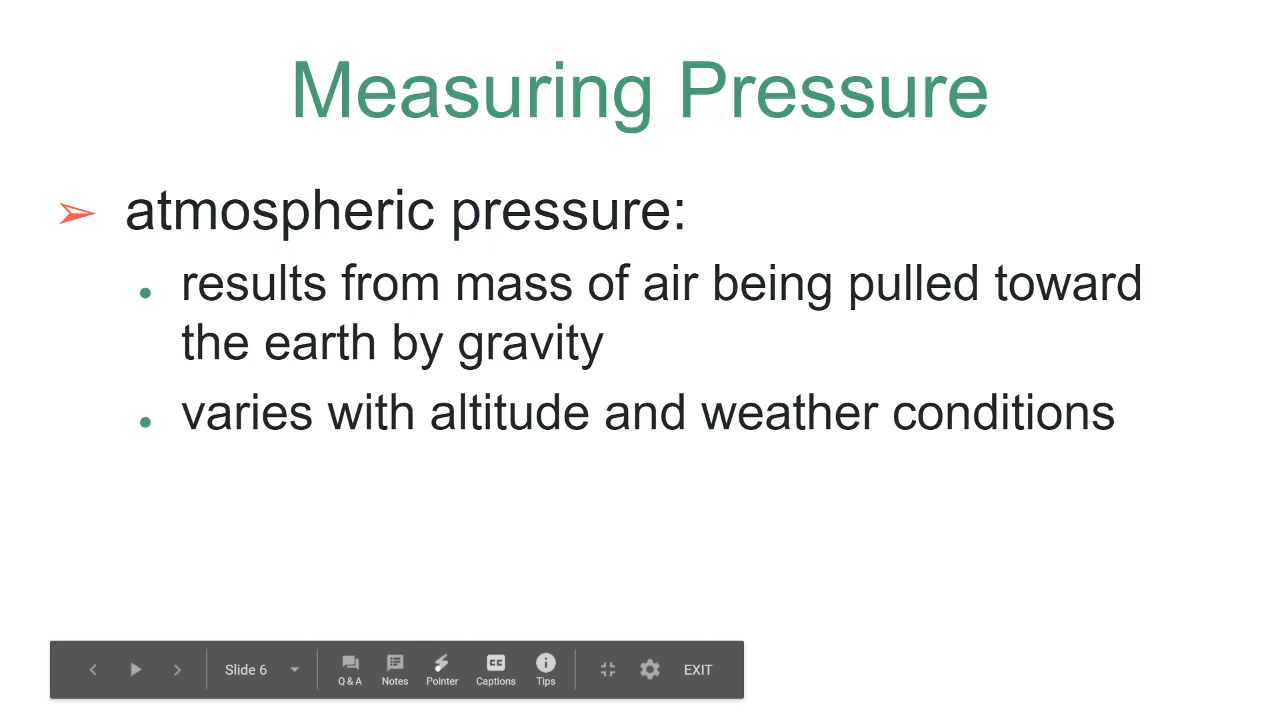 Measuring Pressure
➢ atmospheric pressure:
● results from mass of air being pulled toward
the earth by gravity
● varies with altitude and weather conditions
Slide 6 Q & A Notes Pointer Captions Tips EXIT